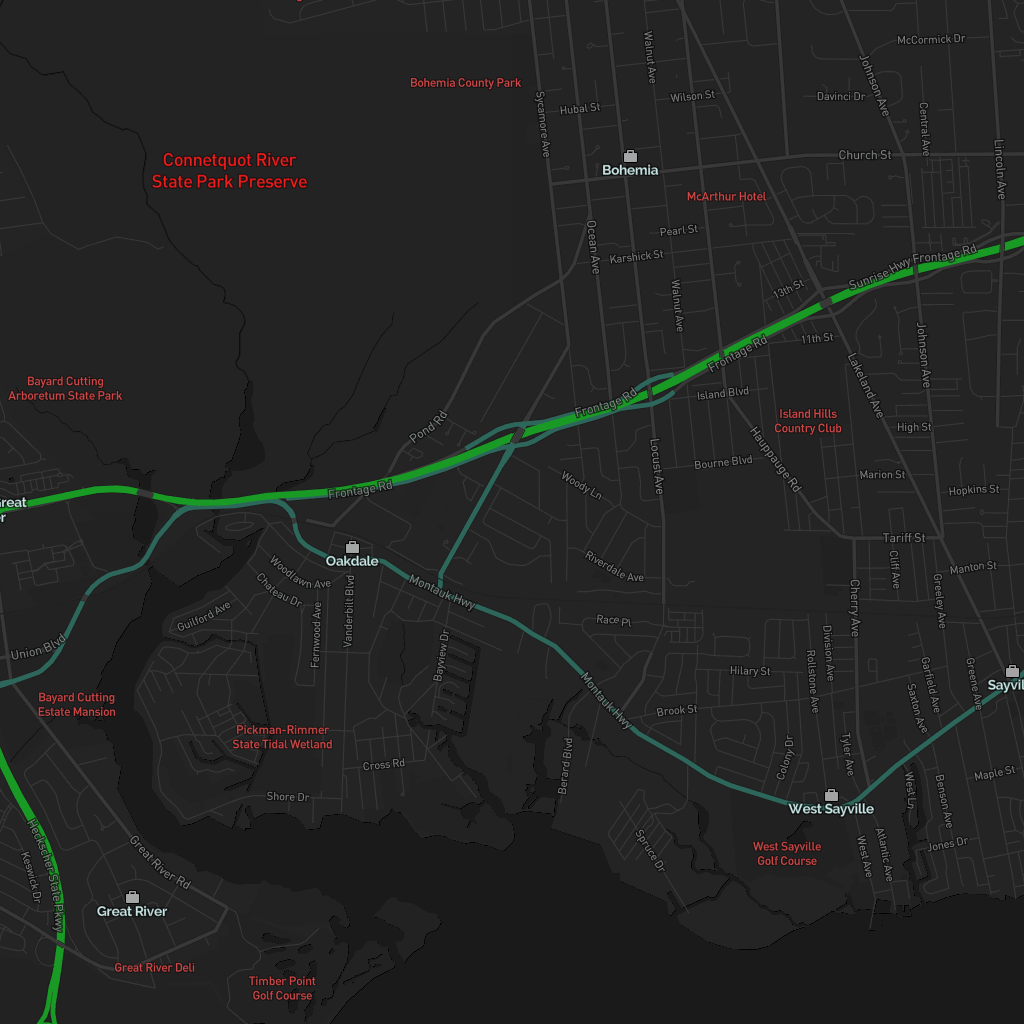 McCormick Dr
Johnson Ave
Walnut Ave
Bohemia County Park
Wilson St
Davinci Dr
Sycamore Ave
Hubal St
Central Ave
Lincoln Ave
Connetquot River
State Park Preserve
Bohemia
Church St
McArthur Hotel
Pearl St
Ocean Ave
Karshick St
Sunrise Hwy Frontage Rd
13th St
Walnut Ave
11th St
Frontage Rd
Johnson Ave
Lakeland Ave
Bayard Cutting
Arboretum State Park
Island Blvd
Frontage Rd
Island Hills
Country Club
Pond Rd
High St
Hauppauge Rd
Locust Ave
Bourne Blvd
Marion St
Woody Ln
Frontage Rd
Hopkins St
Great
er
Tariff St
Oakdale
Riverdale Ave
Cliff Ave
Manton St
Woodlawn Ave
Chateau Dr
Montauk Hwy
Greeley Ave
Cherry Ave
Guilford Ave
Fernwood Ave
Vanderbilt Blvd
Race Pl
Union Blvd
Bayview Dr
Division Ave
Rollstone Ave
Hilary St
Garfield Ave
Greene Ave
Sayvil
Bayard Cutting
Estate Mansion
Montauk Hwy
Brook St
Saxton Ave
Pickman-Rimmer
State Tidal Wetland
Colony Dr
Tyler Ave
Cross Rd
Berard Blvd
Maple St
West Ln
Benson Ave
Shore Dr
West Sayville
Heckscher State Pkwy
Keswick Dr
Great River Rd
Spruce Dr
West Sayville
Golf Course
West Ave
Atlantic Ave
Jones Dr
Great River
Great River Deli
Timber Point
Golf Course